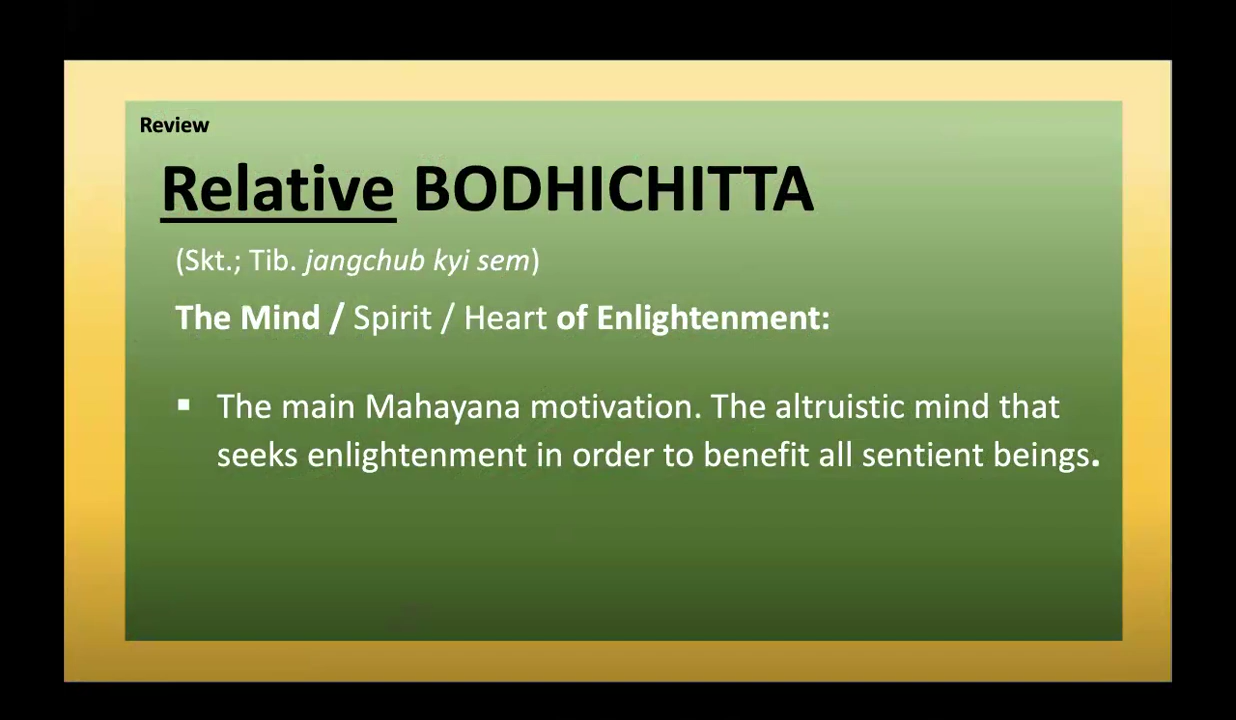 Review
Relative BODHICHITTA
(Skt.; Tib. jangchub kyi sem)
The Mind / Spirit / Heart of Enlightenment:
▪ The main Mahayana motivation. The altruistic mind that
seeks enlightenment in order to benefit all sentient beings.